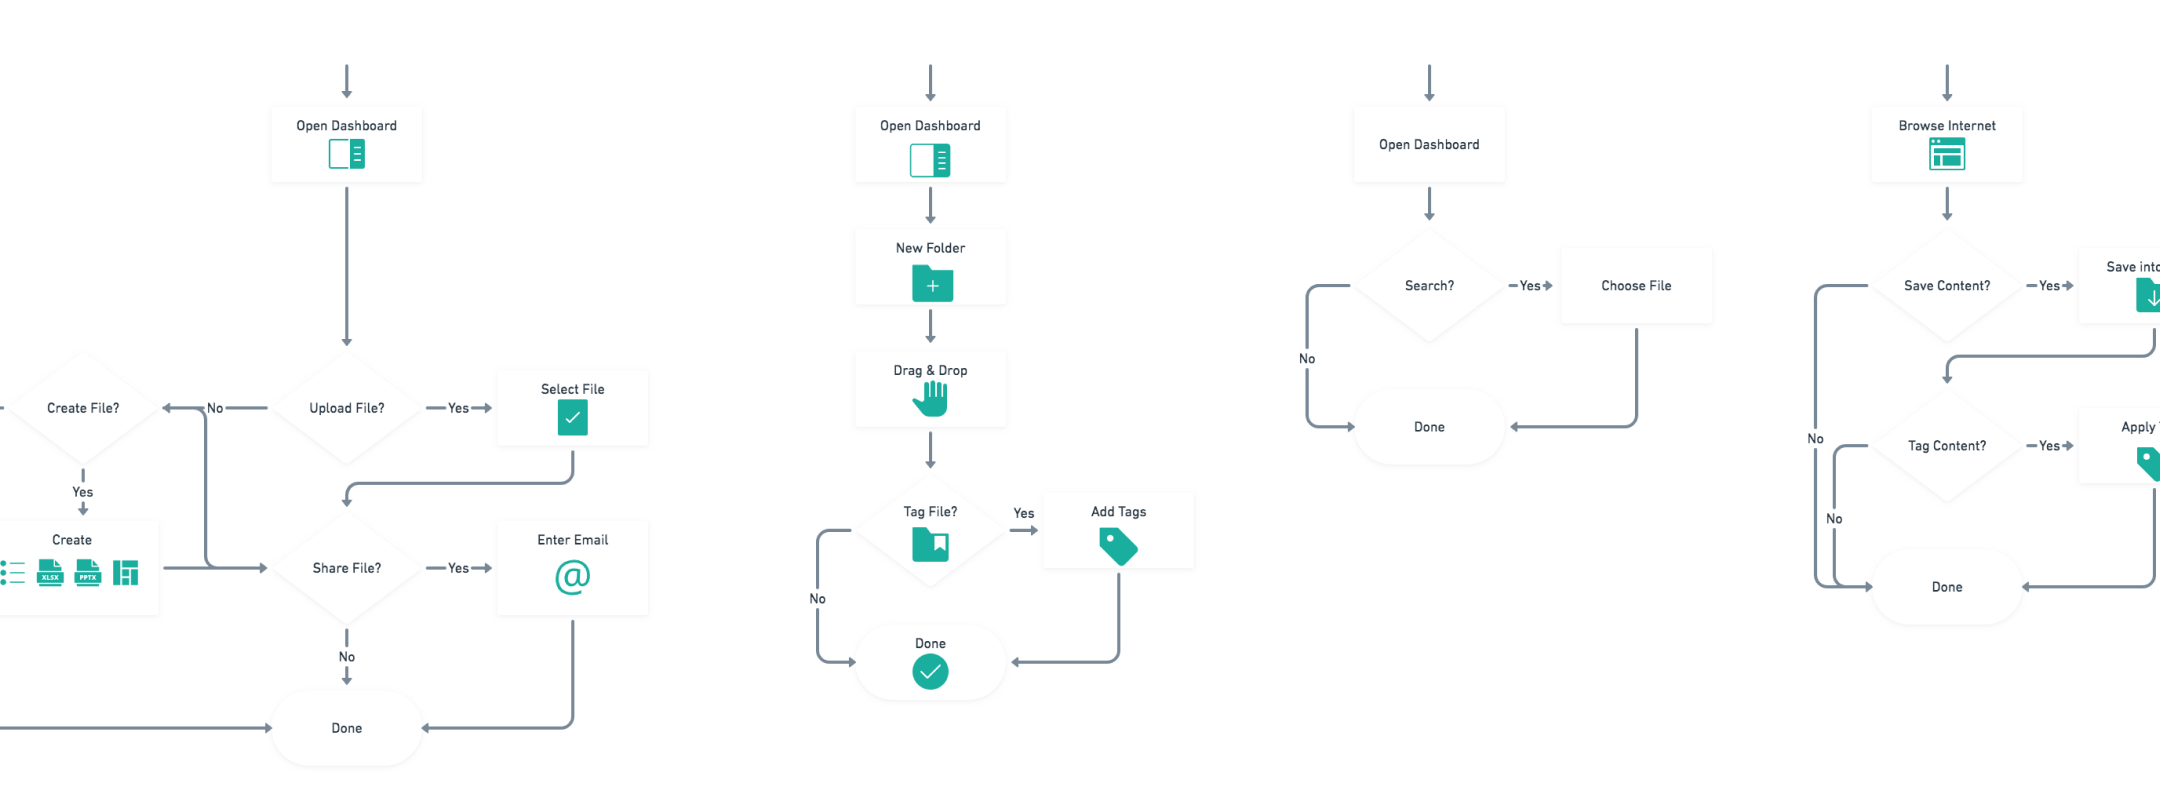 Open Dashboard
Upload File?
Yes
Select File
No
Create File?
Yes
Create
XLSX
PPTX
Share File?
Yes
Enter Email
@
No
Done
Open Dashboard
New Folder
Drag & Drop
Tag File?
Yes
Add Tags
No
Done
Open Dashboard
Search?
Yes
Choose File
No
Done
Browse Internet
Save Content?
Yes
Save into
No
Tag Content?
Yes
Apply
No
Done